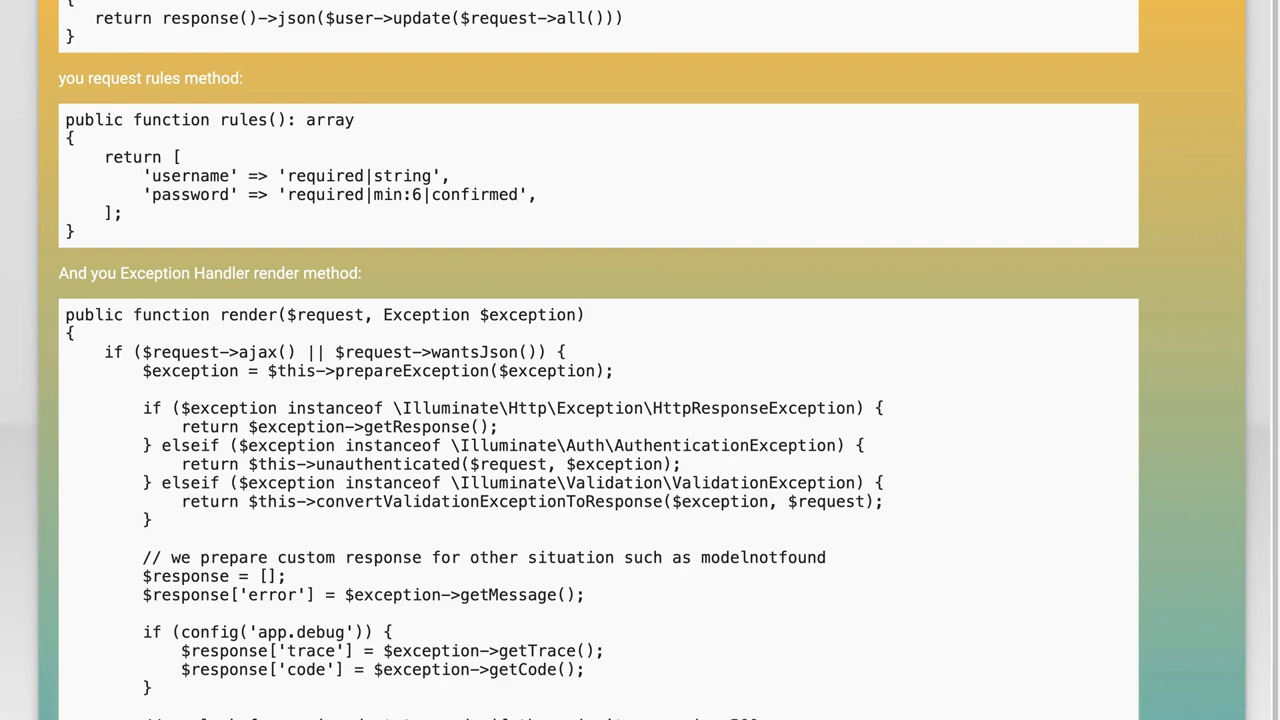 {
   return response()->json($user->update($request->all()))
}
you request rules method:
public function rules(): array
{
    return [
        'username' => 'required|string',
        'password' => 'required|min:6|confirmed',
    ];
}
And you Exception Handler render method:
public function render($request, Exception $exception)
{
    if ($request->ajax() || $request->wantsJson()) {
        $exception = $this->prepareException($exception);
        if ($exception instanceof \Illuminate\Http\Exception\HttpResponseException) {
            return $exception->getResponse();
        } elseif ($exception instanceof \Illuminate\Auth\AuthenticationException) {
            return $this->unauthenticated($request, $exception);
        } elseif ($exception instanceof \Illuminate\Validation\ValidationException) {
            return $this->convertValidationExceptionToResponse($exception, $request);
        }
        // we prepare custom response for other situation such as modelnotfound
        $response = [];
        $response['error'] = $exception->getMessage();
        if (config('app.debug')) {
            $response['trace'] = $exception->getTrace();
            $response['code'] = $exception->getCode();
        }